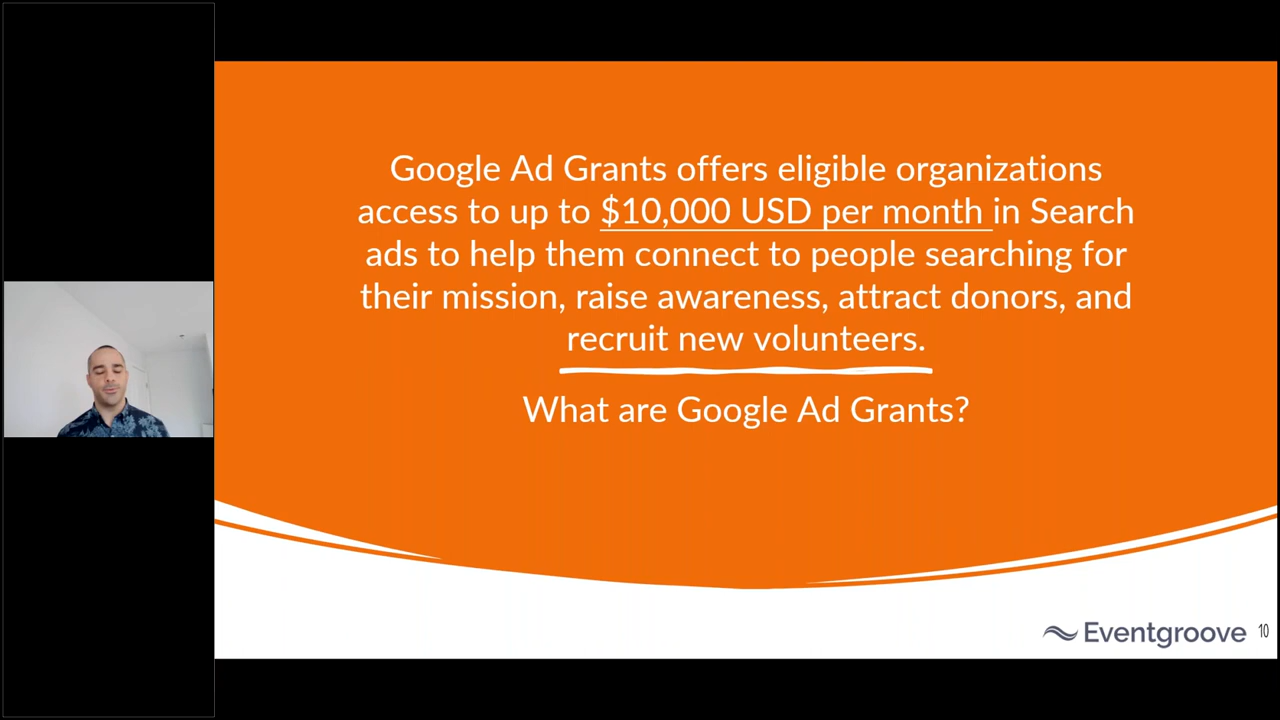 Google Ad Grants offers eligible organizations
access to up to $10,000 USD per month in Search
ads to help them connect to people searching for
their mission, raise awareness, attract donors, and
recruit new volunteers.
What are Google Ad Grants?
Eventgroove 10